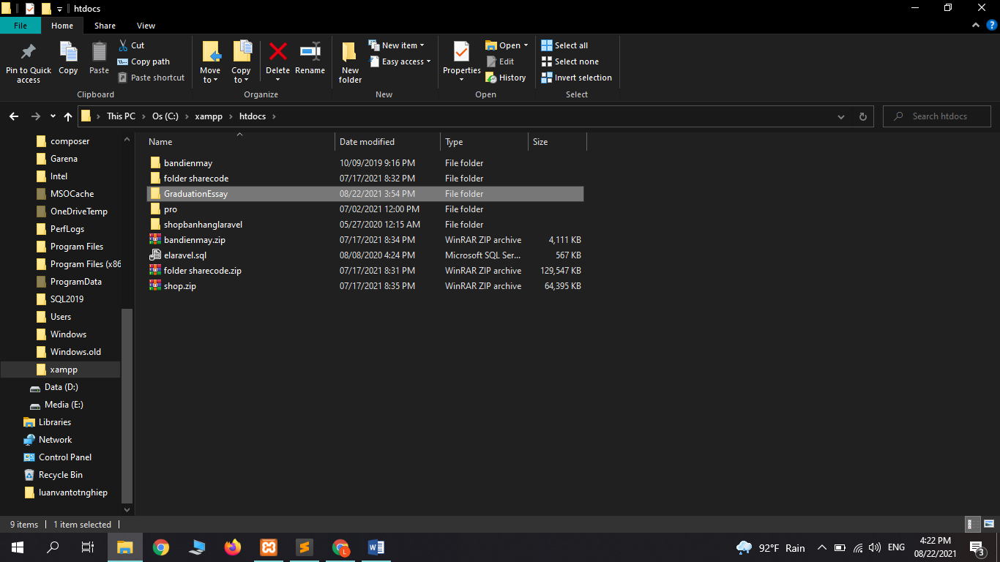 htdocs
File Home Share View
Pin to Quick access
Copy
Paste
Cut
Copy path
Paste shortcut
Clipboard
Move to
Copy to
Delete
Rename
Organize
New folder
New item
Easy access
New
Properties
Open
Edit
History
Open
Select all
Select none
Invert selection
Select
This PC > Os (C:) > xampp > htdocs >
Search htdocs
composer
Garena
Intel
MSOCache
OneDriveTemp
PerfLogs
Program Files
Program Files (x86
ProgramData
SQL2019
Users
Windows
Windows.old
xampp
Data (D:)
Media (E:)
Libraries
Network
Control Panel
Recycle Bin
luanvantotnghiep
Name Date modified Type Size
bandienmay 10/09/2019 9:16 PM File folder
folder sharecode 07/17/2021 8:32 PM File folder
GraduationEssay 08/22/2021 3:54 PM File folder
pro 07/02/2021 12:00 PM File folder
shopbanhanglaravel 05/27/2020 12:15 AM File folder
bandienmay.zip 07/17/2021 8:34 PM WinRAR ZIP archive 4,111 KB
elaravel.sql 08/08/2020 4:24 PM Microsoft SQL Ser... 567 KB
folder sharecode.zip 07/17/2021 8:31 PM WinRAR ZIP archive 129,547 KB
shop.zip 07/17/2021 8:35 PM WinRAR ZIP archive 64,395 KB
9 items 1 item selected
92°F Rain ENG
4:22 PM
08/22/2021
3